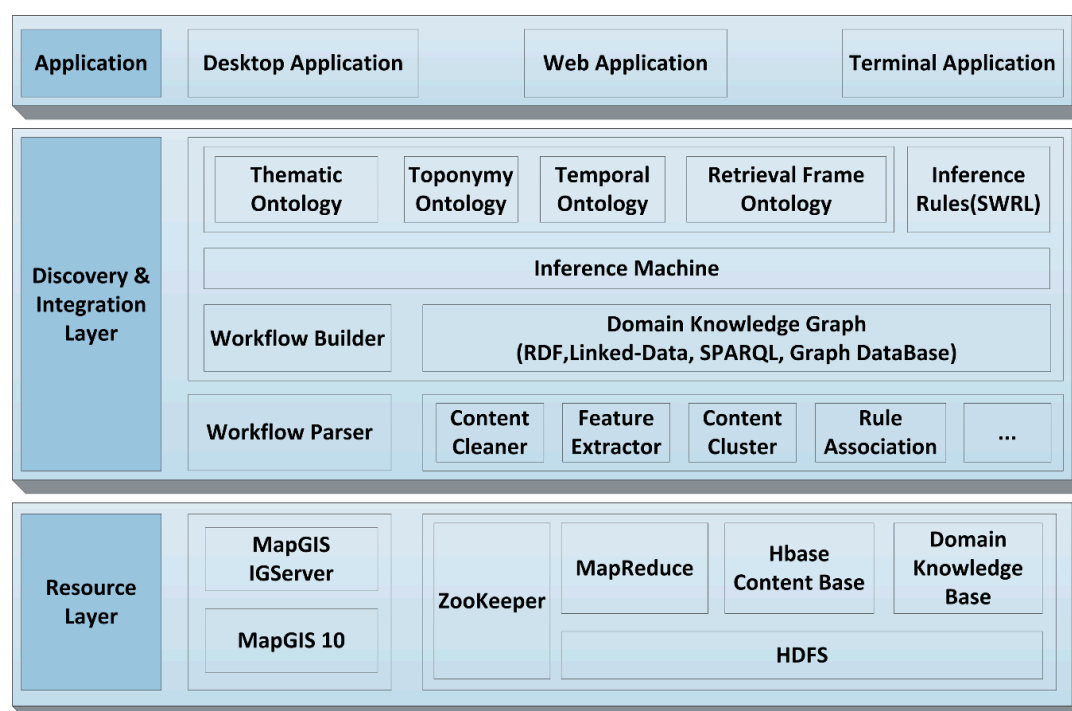 Application
Desktop Application
Web Application
Terminal Application
Discovery &
Integration
Layer
Thematic
Ontology
Toponymy
Ontology
Temporal
Ontology
Retrieval Frame
Ontology
Inference
Rules(SWRL)
Inference Machine
Workflow Builder
Domain Knowledge Graph
(RDF,Linked-Data, SPARQL, Graph DataBase)
Workflow Parser
Content
Cleaner
Feature
Extractor
Content
Cluster
Rule
Association
...
Resource
Layer
MapGIS
IGServer
MapGIS 10
ZooKeeper
MapReduce
Hbase
Content Base
Domain
Knowledge
Base
HDFS